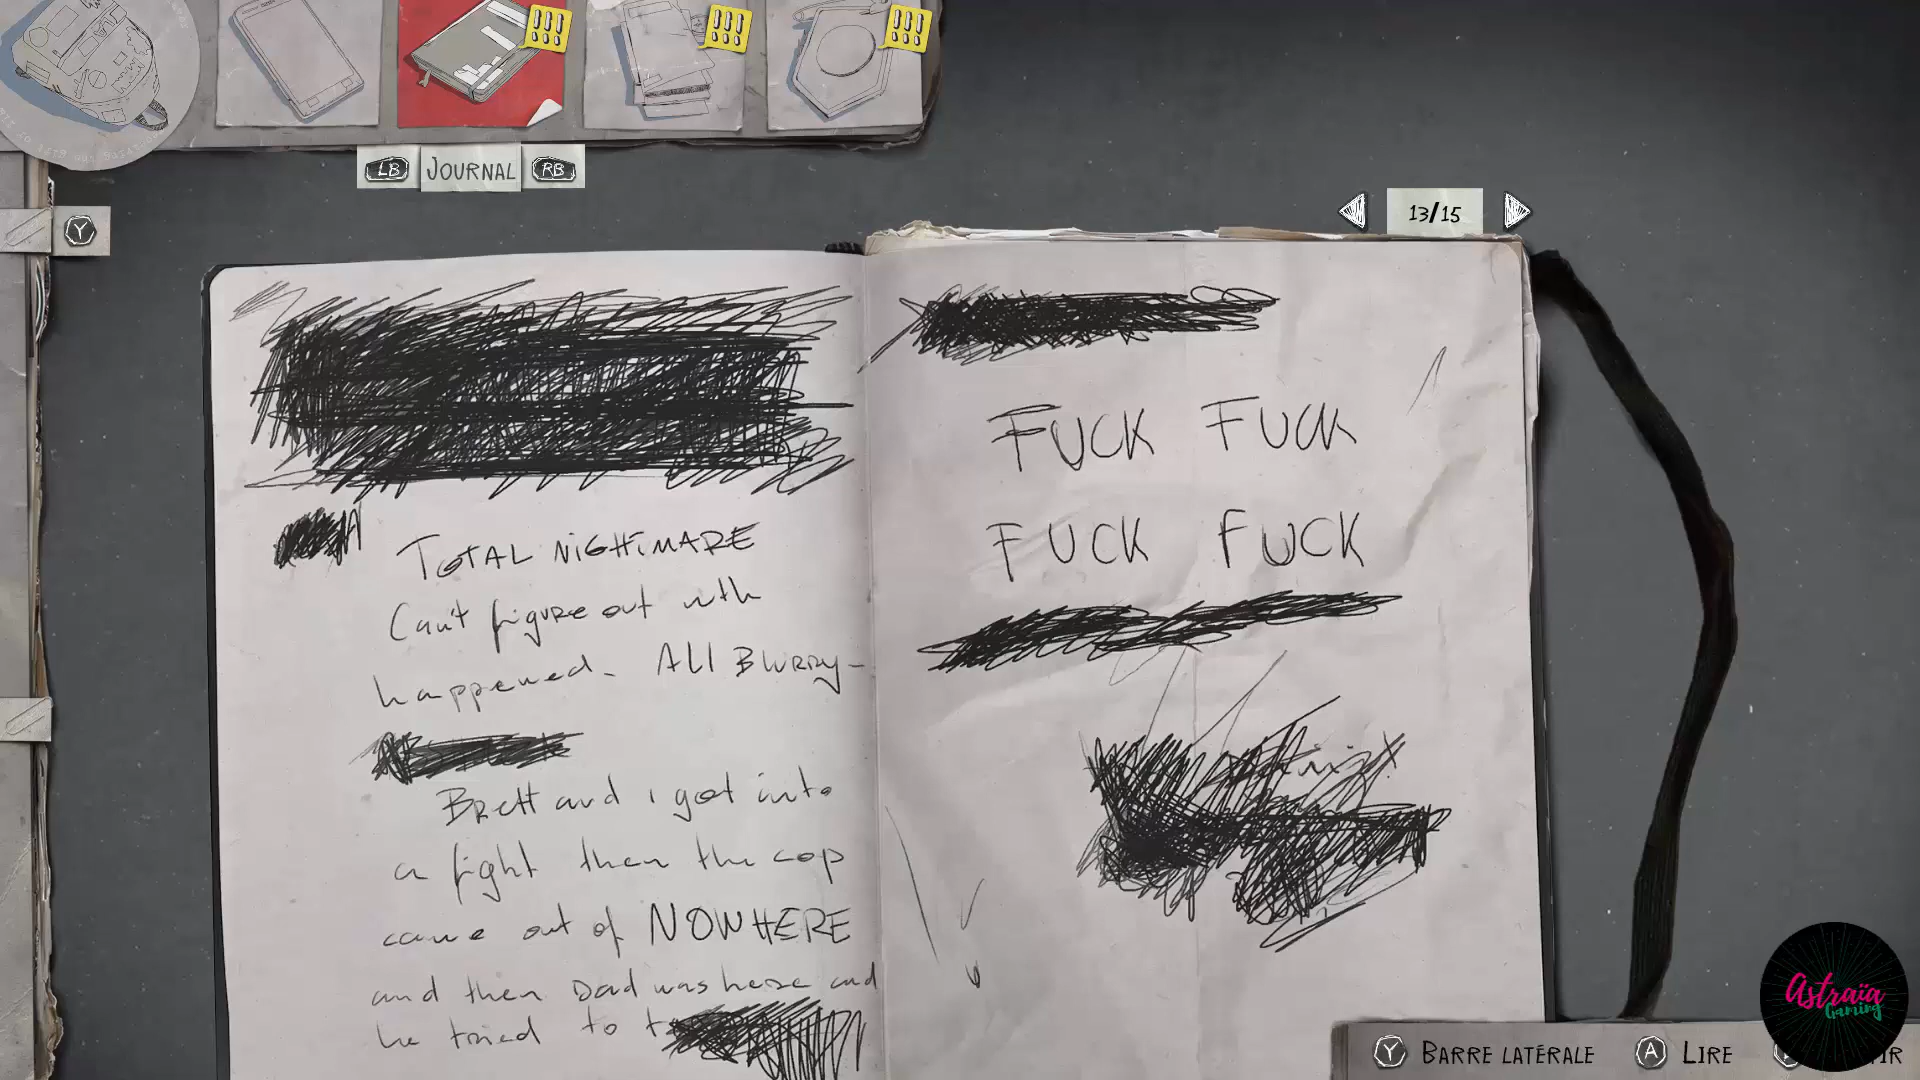 LB JOURNAL RB
Y
13/15
TOTAL NIGHTMARE
Can't figure out wth
happened. All Blurry-
Brett and i got into
a fight then the cop
came out of NOWHERE
and then Dad was here and
he tried to t
FUCK FUCK
FUCK FUCK
Y BARRE LATÉRALE A LIRE
Astraïa
Gaming